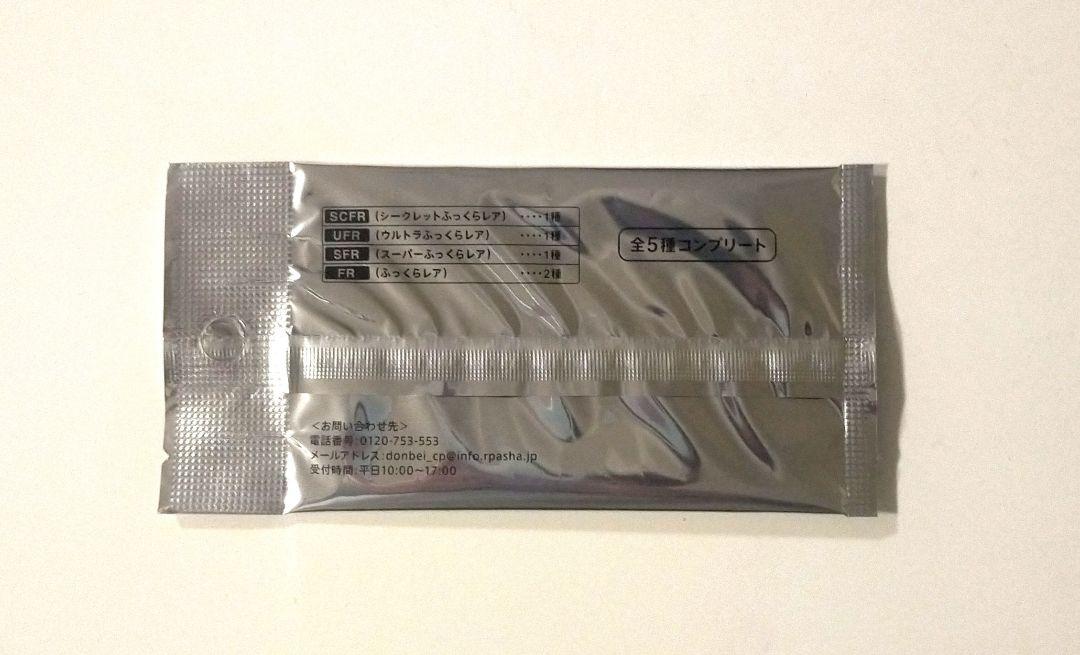 SCFR (シークレットふっくらレア) ‥‥1種
UFR (ウルトラふっくらレア) ‥‥1種
SFR (スーパーふっくらレア) ‥‥1種
FR (ふっくらレア) ‥‥2種
全5種コンプリート
＜お問い合わせ先＞
電話番号:0120-753-553
メールアドレス:donbei_cp@info.rpasha.jp
受付時間:平日10:00〜17:00